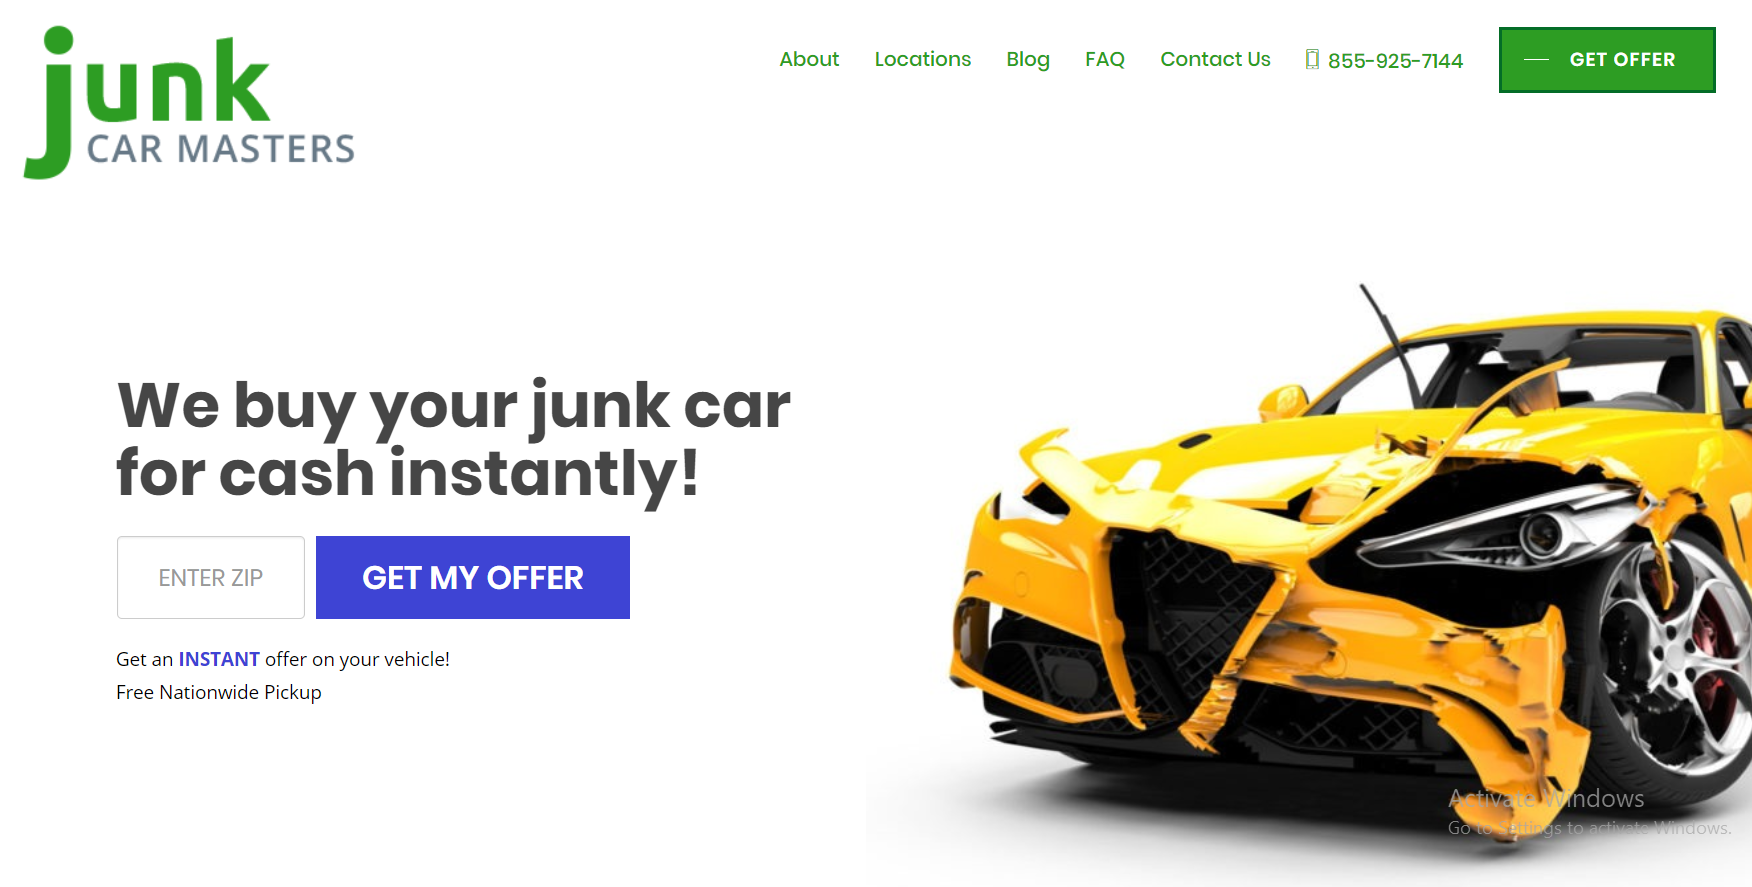 junk
CAR MASTERS
About
Locations
Blog
FAQ
Contact Us
855-925-7144
GET OFFER
We buy your junk car
for cash instantly!
ENTER ZIP
GET MY OFFER
Get an INSTANT offer on your vehicle!
Free Nationwide Pickup
Activate Windows
Go to Settings to activate Windows.